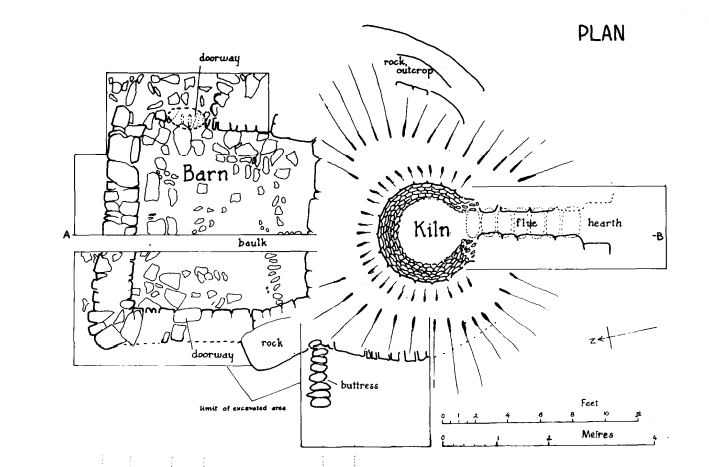 PLAN
doorway
rock
outcrop
Barn
Kiln
flue
hearth
A
-B
baulk
Z
rock
doorway
buttress
limit of excavated area
Feet
0 1 2 4 6 8 10 12
Metres
0 1 2 4